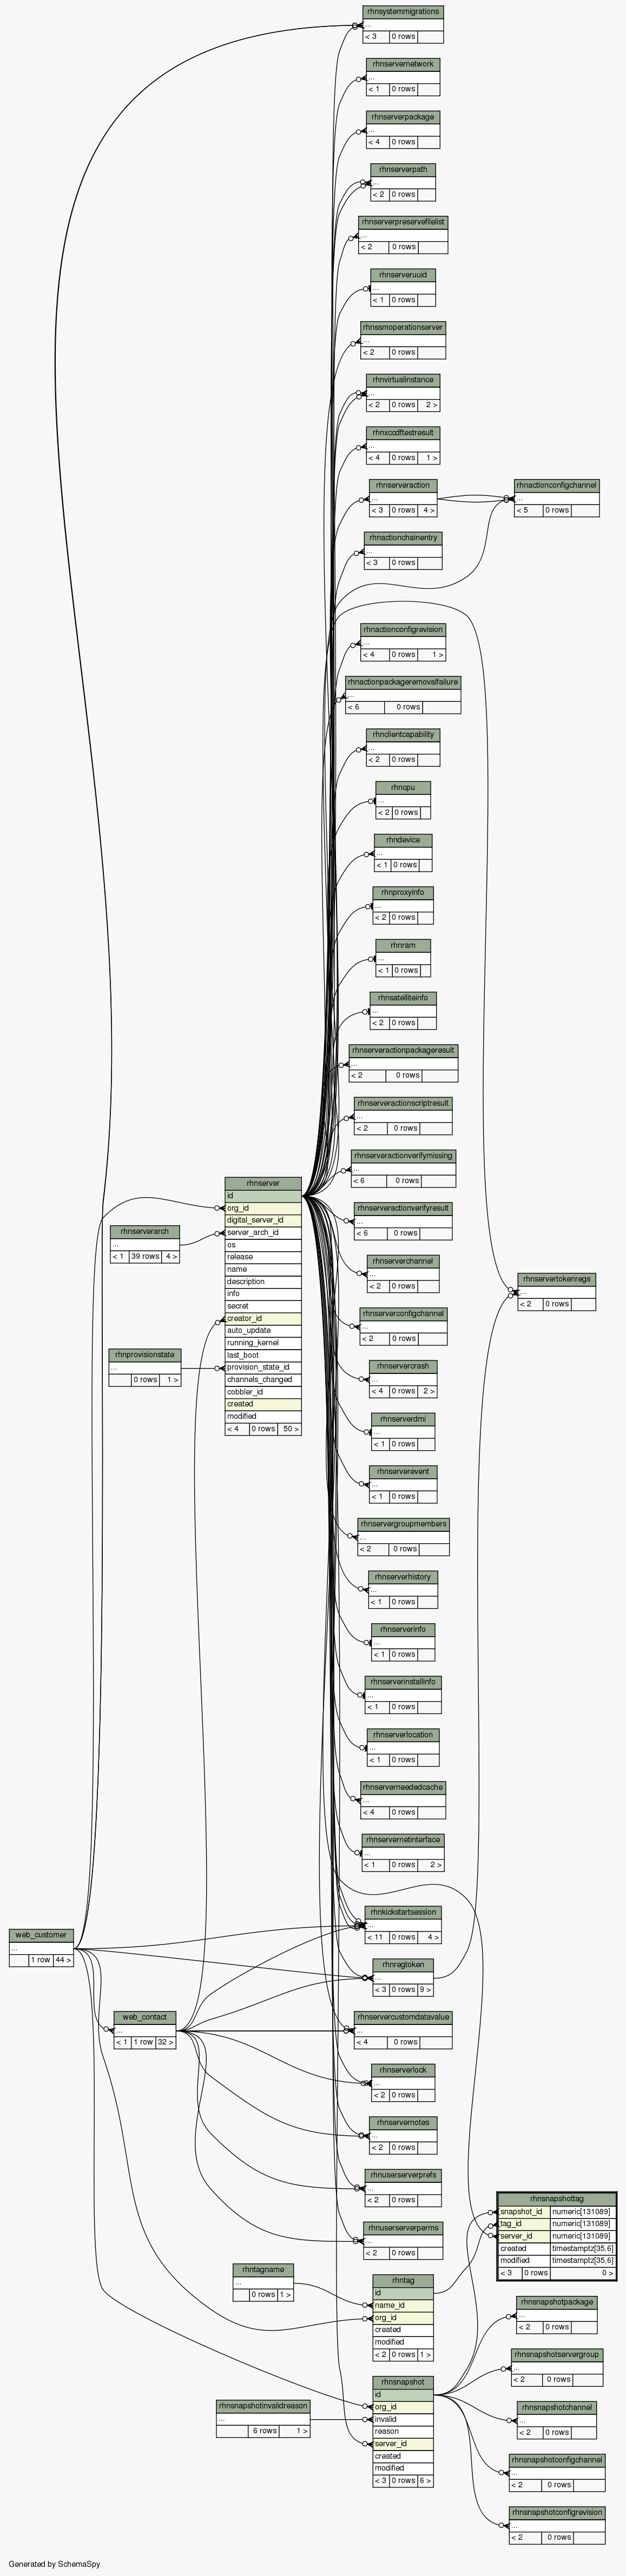 rhnsystemmigrations
...
< 3 0 rows
rhnservernetwork
...
< 1 0 rows
rhnserverpackage
...
< 4 0 rows
rhnserverpath
...
< 2 0 rows
rhnserverpreservefilelist
...
< 2 0 rows
rhnserveruuid
...
< 1 0 rows
rhnssmoperationserver
...
< 2 0 rows
rhnvirtualinstance
...
< 2 0 rows 2 >
rhnxccdftestresult
...
< 4 0 rows 1 >
rhnserveraction
...
< 3 0 rows 4 >
rhnactionconfigchannel
...
< 5 0 rows
rhnactionchainentry
...
< 3 0 rows
rhnactionconfigrevision
...
< 4 0 rows 1 >
rhnactionpackageremovalfailure
...
< 6 0 rows
rhnclientcapability
...
< 2 0 rows
rhncpu
...
< 2 0 rows
rhndevice
...
< 1 0 rows
rhnproxyinfo
...
< 2 0 rows
rhnram
...
< 1 0 rows
rhnsatelliteinfo
...
< 2 0 rows
rhnserveractionpackageresult
...
< 2 0 rows
rhnserveractionscriptresult
...
< 2 0 rows
rhnserveractionverifymissing
...
< 6 0 rows
rhnserveractionverifyresult
...
< 6 0 rows
rhnserver
id
org_id
digital_server_id
server_arch_id
os
release
name
description
info
secret
creator_id
auto_update
running_kernel
last_boot
provision_state_id
channels_changed
cobbler_id
created
modified
< 4 0 rows 50 >
rhnserverarch
...
< 1 39 rows 4 >
rhnprovisionstate
...
0 rows 1 >
rhnserverchannel
...
< 2 0 rows
rhnservertokenregs
...
< 2 0 rows
rhnserverconfigchannel
...
< 2 0 rows
rhnservercrash
...
< 4 0 rows 2 >
rhnserverdmi
...
< 1 0 rows
rhnserverevent
...
< 1 0 rows
rhnservergroupmembers
...
< 2 0 rows
rhnserverhistory
...
< 1 0 rows
rhnserverinfo
...
< 1 0 rows
rhnserverinstallinfo
...
< 1 0 rows
rhnserverlocation
...
< 1 0 rows
rhnserverneededcache
...
< 4 0 rows
rhnservernetinterface
...
< 1 0 rows 2 >
rhnkickstartsession
...
< 11 0 rows 4 >
web_customer
...
1 row 44 >
rhnregtoken
...
< 3 0 rows 9 >
web_contact
...
< 1 1 row 32 >
rhnservercustomdatavalue
...
< 4 0 rows
rhnserverlock
...
< 2 0 rows
rhnservernotes
...
< 2 0 rows
rhnuserserverprefs
...
< 2 0 rows
rhnuserserverperms
...
< 2 0 rows
rhnsnapshottag
snapshot_id numeric[131089]
tag_id numeric[131089]
server_id numeric[131089]
created timestamptz[35,6]
modified timestamptz[35,6]
< 3 0 rows 0 >
rhntagname
...
0 rows 1 >
rhntag
id
name_id
org_id
created
modified
< 2 0 rows 1 >
rhnsnapshotpackage
...
< 2 0 rows
rhnsnapshotservergroup
...
< 2 0 rows
rhnsnapshot
id
org_id
invalid
reason
server_id
created
modified
< 3 0 rows 6 >
rhnsnapshotinvalidreason
...
6 rows 1 >
rhnsnapshotchannel
...
< 2 0 rows
rhnsnapshotconfigchannel
...
< 2 0 rows
rhnsnapshotconfigrevision
...
< 2 0 rows
Generated by SchemaSpy